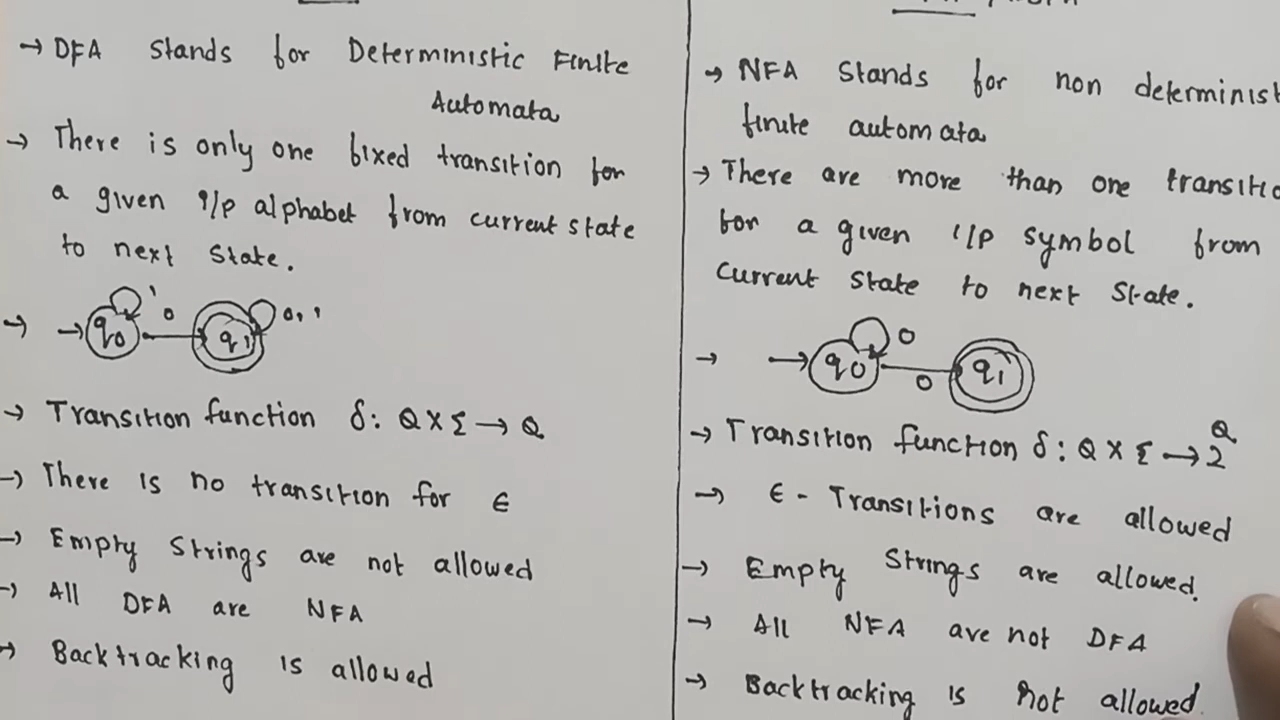 → DFA stands for Deterministic Finite
Automata
→ There is only one fixed transition for
a given i/p alphabet from current state
to next state.
→ → q0 1 0 q1 0,1
→ Transition function δ: Q X Σ → Q
→ There is no transition for ϵ
→ Empty Strings are not allowed
→ All DFA are NFA
→ Backtracking is allowed
→ NFA Stands for non determinist
finite automata
→ There are more than one transitio
for a given i/p symbol from
current state to next State.
→ → q0 0 0 q1
→ Transition function δ: Q X Σ → 2^Q
→ ϵ - Transitions are allowed
→ Empty Strings are allowed.
→ All NFA are not DFA
→ Backtracking is not allowed.